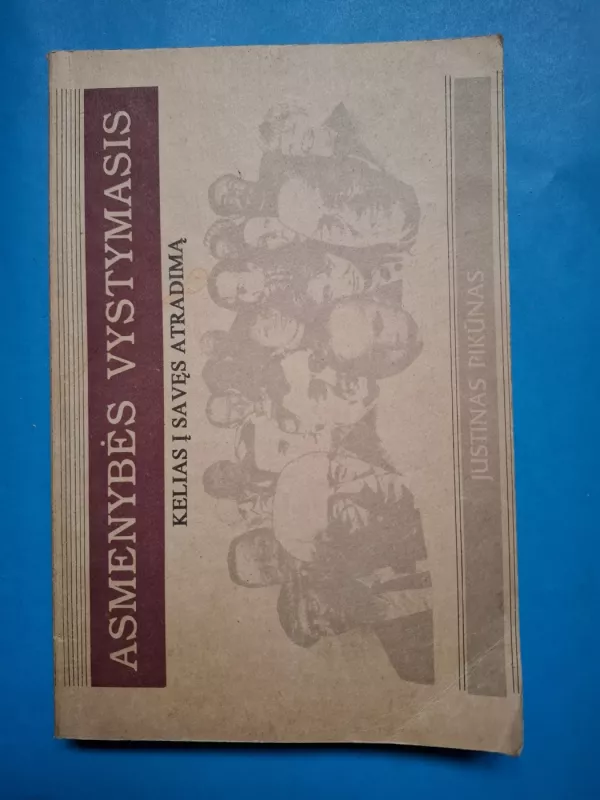 ASMENYBĖS VYSTYMASIS
KELIAS Į SAVĘS ATRADIMĄ
JUSTINAS PIKŪNAS